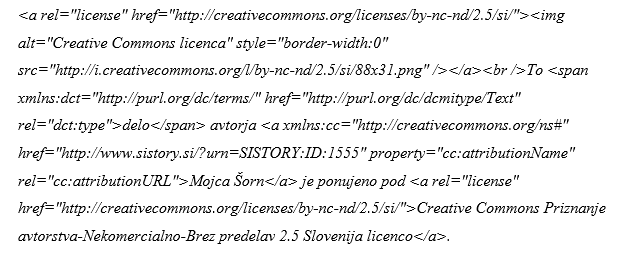 <a rel="license" href="http://creativecommons.org/licenses/by-nc-nd/2.5/si/"><img
alt="Creative Commons licenca" style="border-width:0"
src="http://i.creativecommons.org/l/by-nc-nd/2.5/si/88x31.png" /></a><br />To <span
xmlns:dct="http://purl.org/dc/terms/" href="http://purl.org/dc/dcmitype/Text"
rel="dct:type">delo</span> avtorja <a xmlns:cc="http://creativecommons.org/ns#"
href="http://www.sistory.si/?urn=SISTORY:ID:1555" property="cc:attributionName"
rel="cc:attributionURL">Mojca Šorn</a> je ponujeno pod <a rel="license"
href="http://creativecommons.org/licenses/by-nc-nd/2.5/si/">Creative Commons Priznanje
avtorstva-Nekomercialno-Brez predelav 2.5 Slovenija licenco</a>.